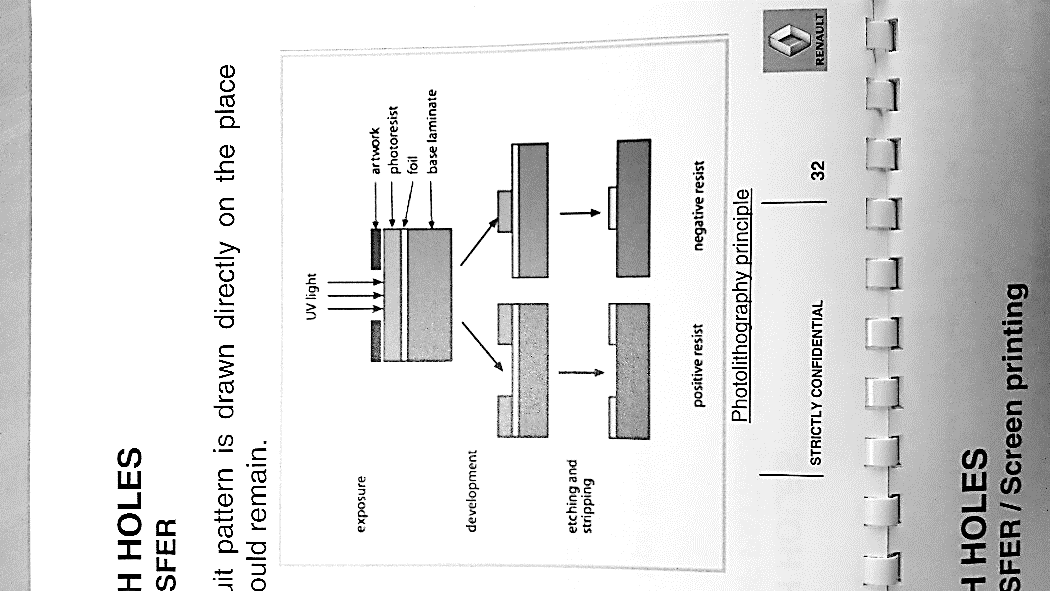 H HOLES
SFER
uit pattern is drawn directly on the place
ould remain.
UV light
artwork
photoresist
foil
base laminate
exposure
development
etching and
stripping
positive resist
negative resist
Photolithography principle
STRICTLY CONFIDENTIAL
32
RENAULT
H HOLES
SFER / Screen printing